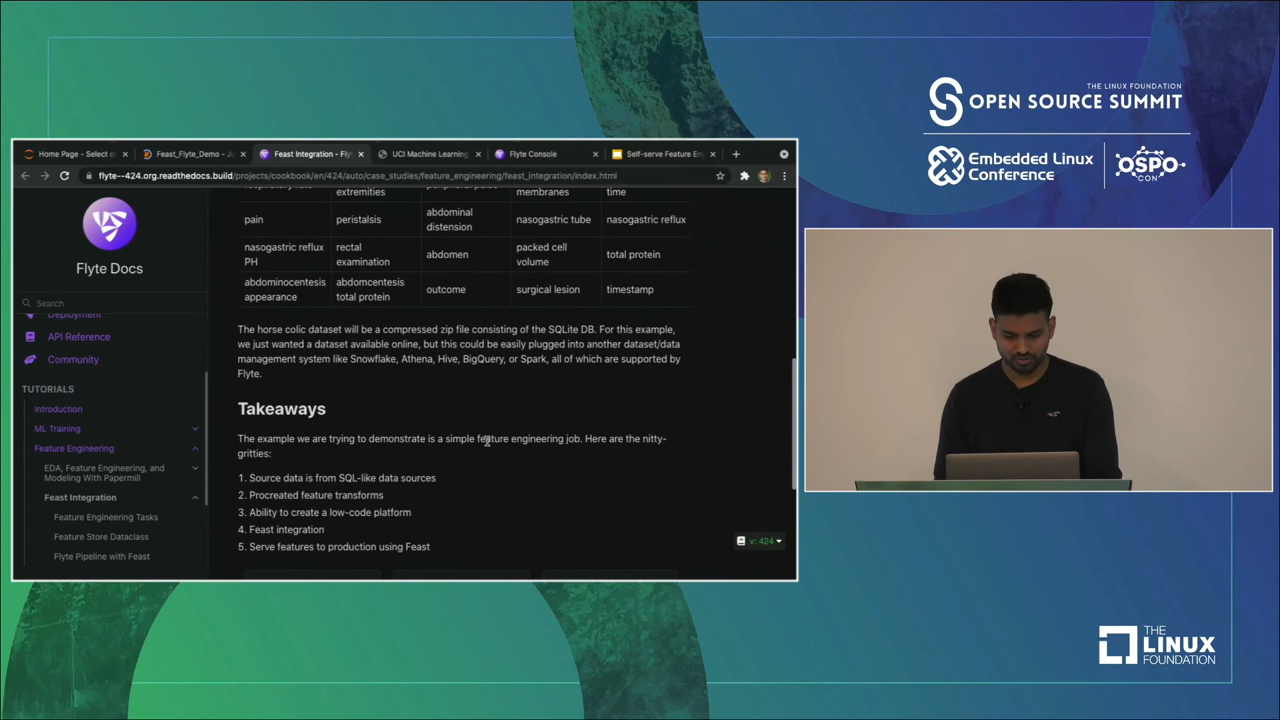 THE LINUX FOUNDATION
OPEN SOURCE SUMMIT
Embedded Linux
Conference
OSPO
CON
Home Page - Select o
Feast_Flyte_Demo - Ju
Feast Integration - Fly
UCI Machine Learning
Flyte Console
Self-serve Feature En
flyte--424.org.readthedocs.build/projects/cookbook/en/424/auto/case_studies/feature_engineering/feast_integration/index.html
Flyte Docs
Search
Deployment
API Reference
Community
TUTORIALS
Introduction
ML Training
Feature Engineering
EDA, Feature Engineering, and
Modeling With Papermill
Feast Integration
Feature Engineering Tasks
Feature Store Dataclass
Flyte Pipeline with Feast
respiratory rate extremities peripheral pulse membranes time
pain peristalsis abdominal distension nasogastric tube nasogastric reflux
nasogastric reflux PH rectal examination abdomen packed cell volume total protein
abdominocentesis appearance abdomcentesis total protein outcome surgical lesion timestamp
The horse colic dataset will be a compressed zip file consisting of the SQLite DB. For this example,
we just wanted a dataset available online, but this could be easily plugged into another dataset/data
management system like Snowflake, Athena, Hive, BigQuery, or Spark, all of which are supported by
Flyte.
Takeaways
The example we are trying to demonstrate is a simple feature engineering job. Here are the nitty-
gritties:
1. Source data is from SQL-like data sources
2. Procreated feature transforms
3. Ability to create a low-code platform
4. Feast integration
5. Serve features to production using Feast
v: 424
THE
LINUX
FOUNDATION